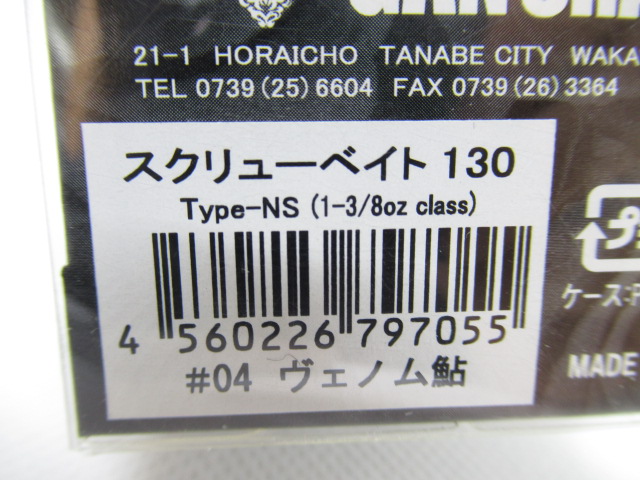 21-1 HORAICHO TANABE CITY
TEL 0739 (25) 6604 FAX 0739 (26) 3364
スクリューベイト 130
Type-NS (1-3/8oz class)
プラ
ケース:P
4 560226 797055
#04 ヴェノム鮎
MADE